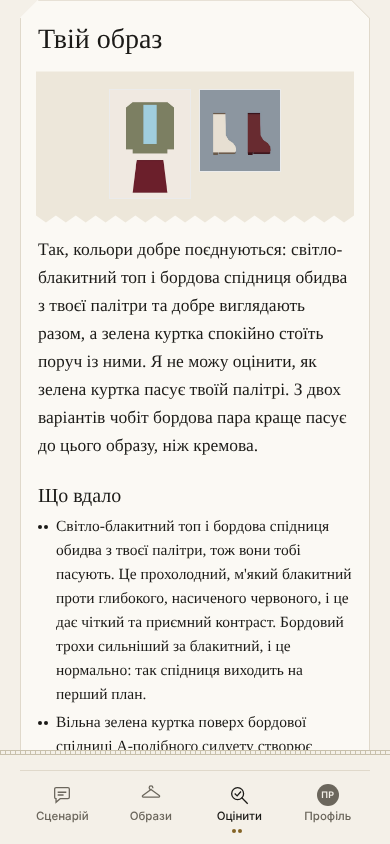 Твій образ
Так, кольори добре поєднуються: світло-
блакитний топ і бордова спідниця обидва
з твоєї палітри та добре виглядають
разом, а зелена куртка спокійно стоїть
поруч із ними. Я не можу оцінити, як
зелена куртка пасує твоїй палітрі. З двох
варіантів чобіт бордова пара краще пасує
до цього образу, ніж кремова.
Що вдало
Світло-блакитний топ і бордова спідниця
обидва з твоєї палітри, тож вони тобі
пасують. Це прохолодний, м'який блакитний
проти глибокого, насиченого червоного, і це
дає чіткий та приємний контраст. Бордовий
трохи сильніший за блакитний, і це
нормально: так спідниця виходить на
перший план.
Вільна зелена куртка поверх бордової
спідниці А-подібного силуету створює
Сценарій
Образи
Оцінити
ПР
Профіль